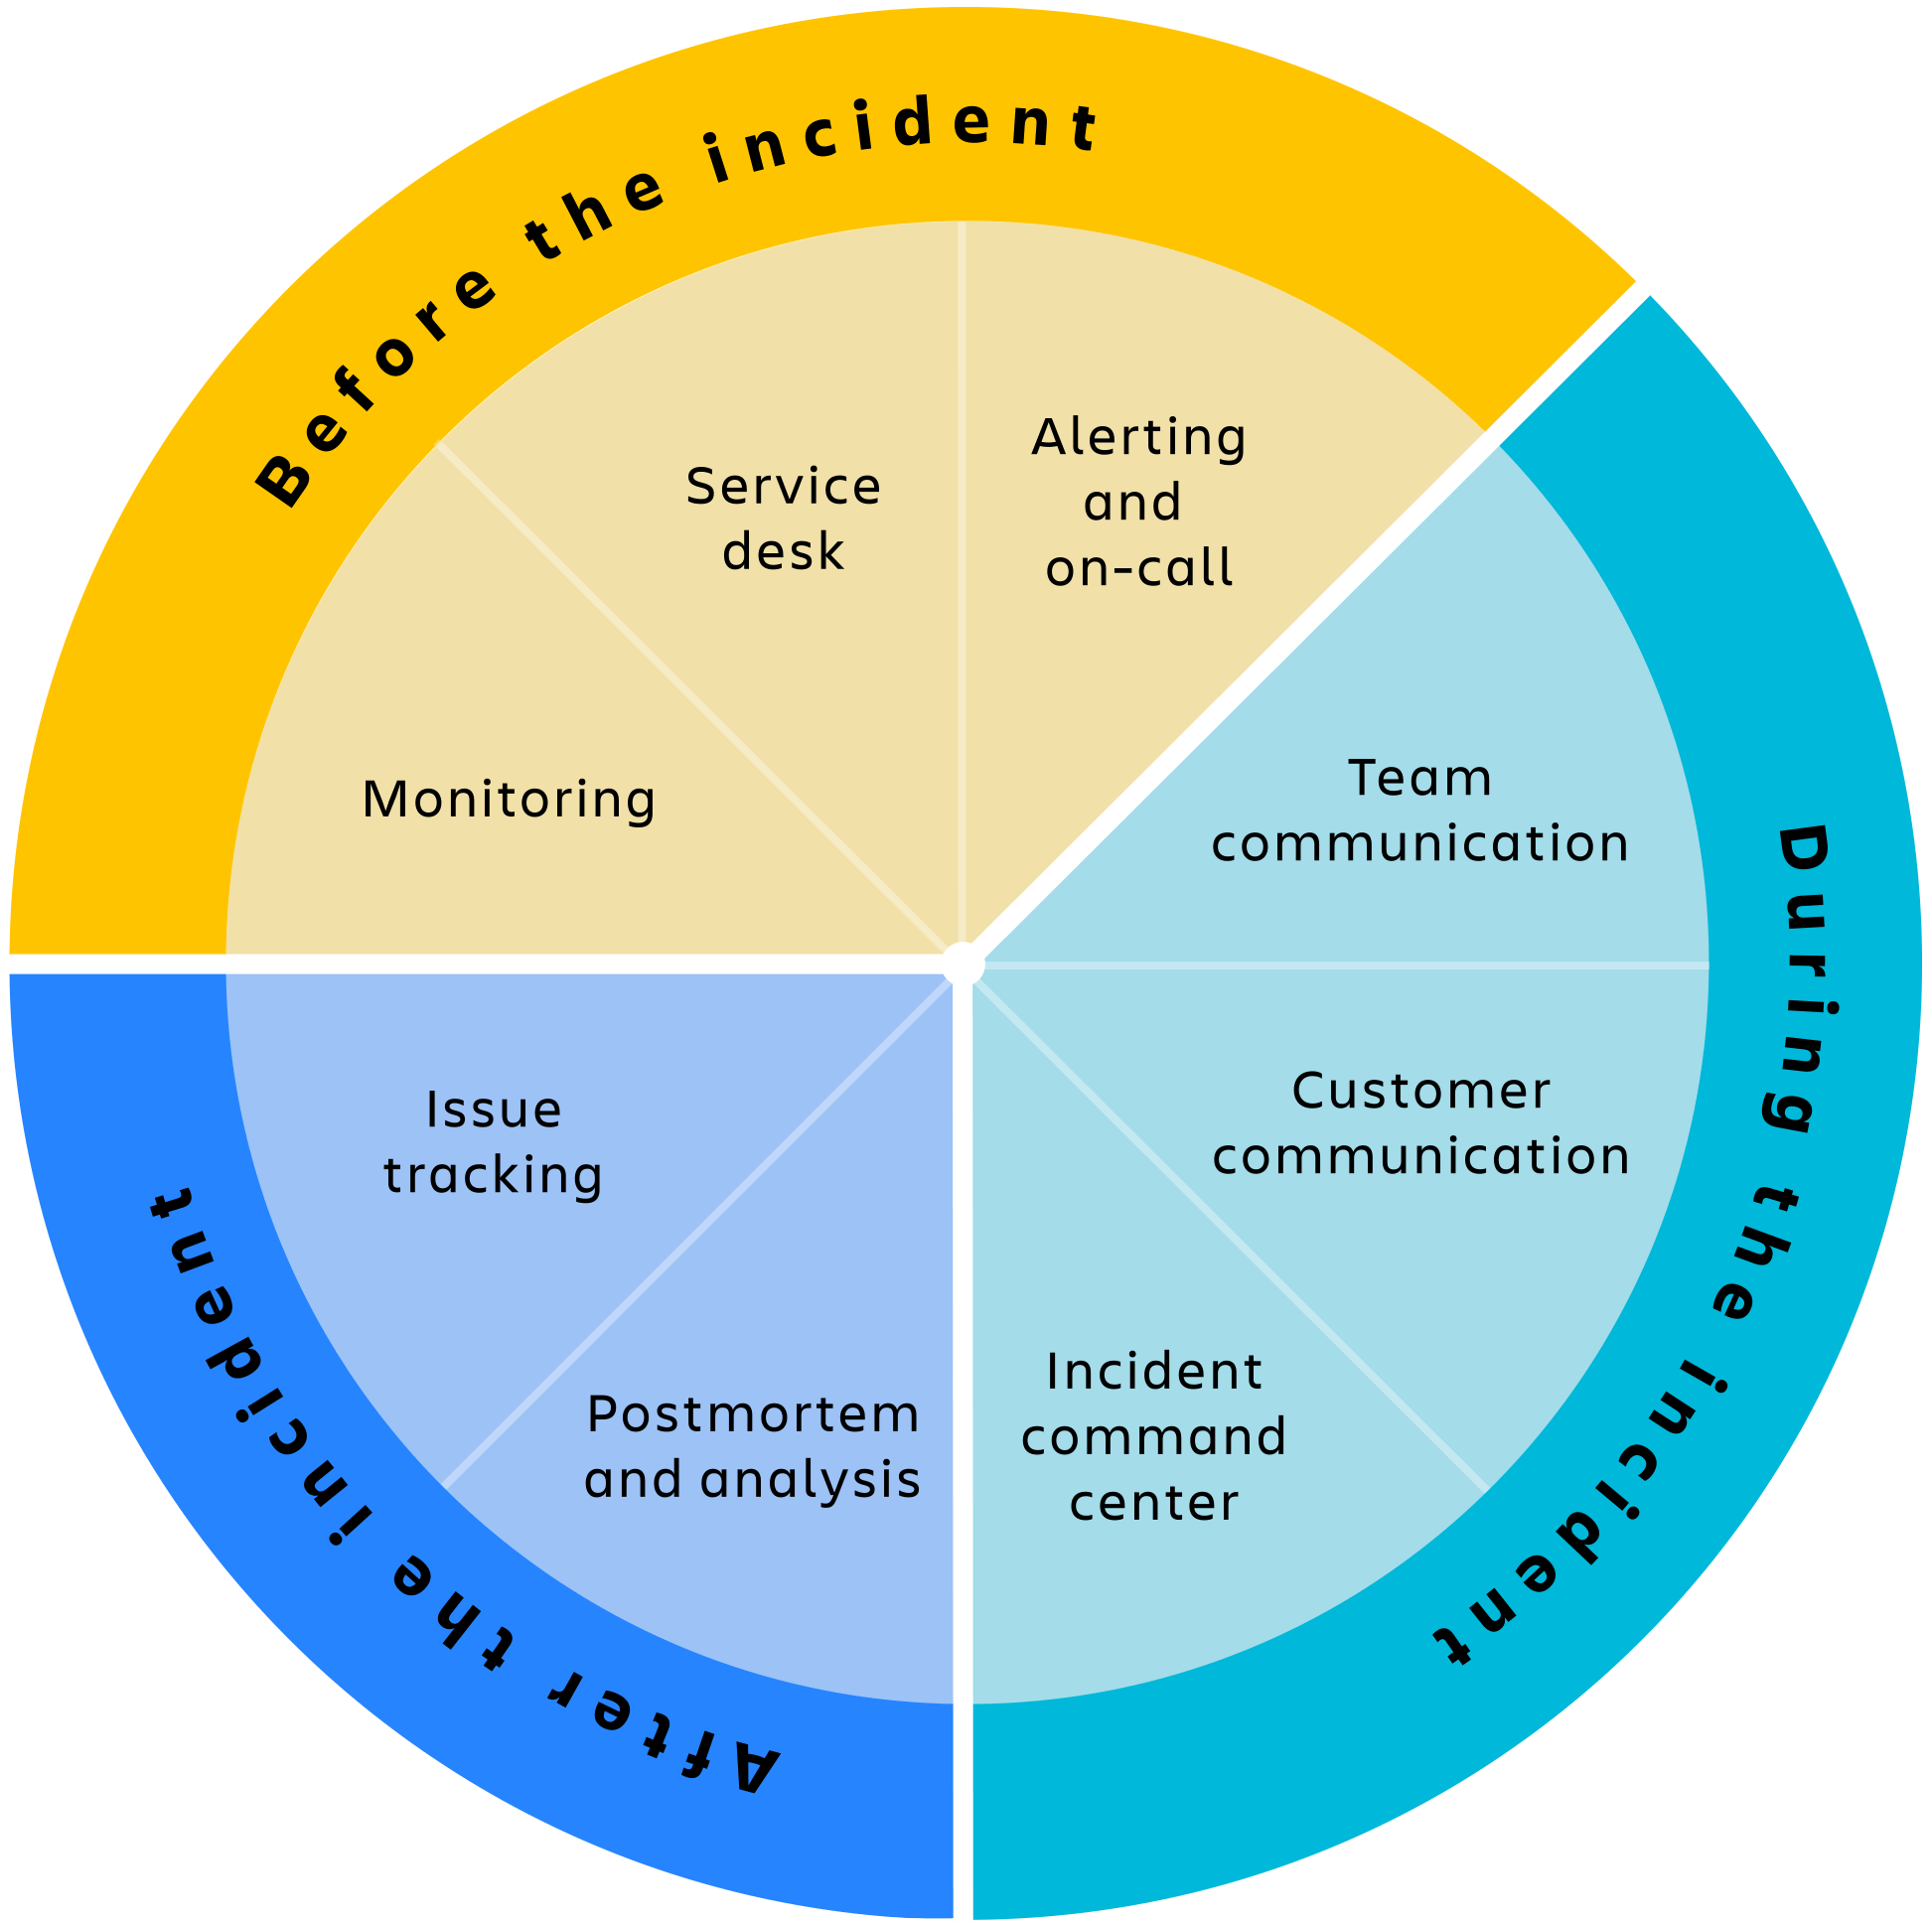 Before the incident
Monitoring
Service
desk
Alerting
and
on-call
During the incident
Team
communication
Customer
communication
Incident
command
center
After the incident
Postmortem
and analysis
Issue
tracking